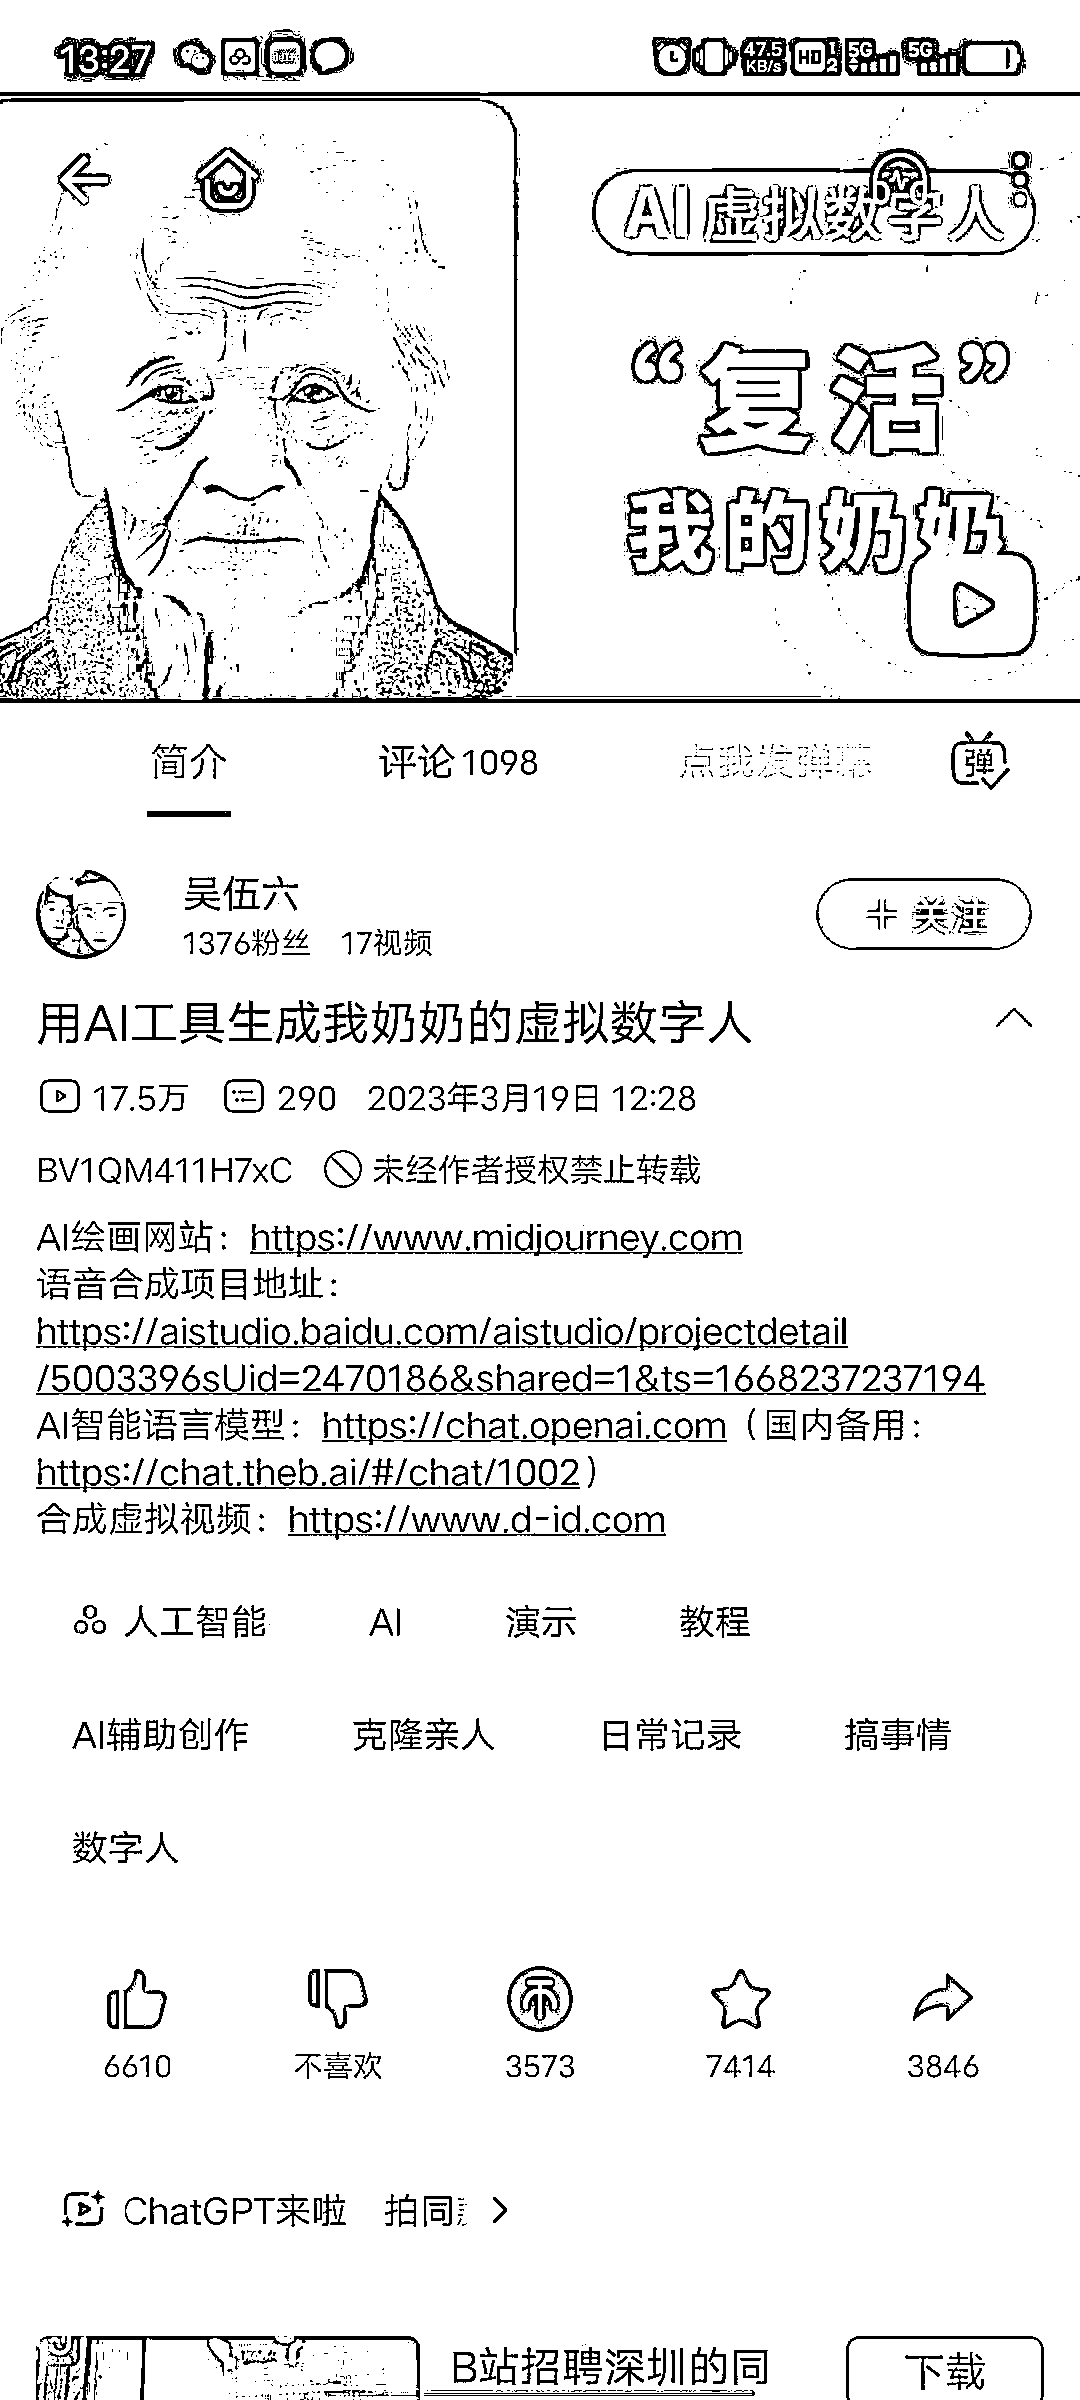 13:27
47.5 KB/s HD 1 2 5G 5G
AI虚拟数字人
“复活”
我的奶奶
简介 评论1098 点我发弹幕 弹
吴伍六
1376粉丝 17视频
关注
用AI工具生成我奶奶的虚拟数字人
17.5万 290 2023年3月19日 12:28
BV1QM411H7xC 未经作者授权禁止转载
AI绘画网站：https://www.midjourney.com
语音合成项目地址：
https://aistudio.baidu.com/aistudio/projectdetail
/5003396sUid=2470186&shared=1&ts=1668237237194
AI智能语言模型：https://chat.openai.com（国内备用：
https://chat.theb.ai/#/chat/1002）
合成虚拟视频：https://www.d-id.com
人工智能 AI 演示 教程
AI辅助创作 克隆亲人 日常记录 搞事情
数字人
6610 不喜欢 3573 7414 3846
ChatGPT来啦 拍同
B站招聘深圳的同
下载